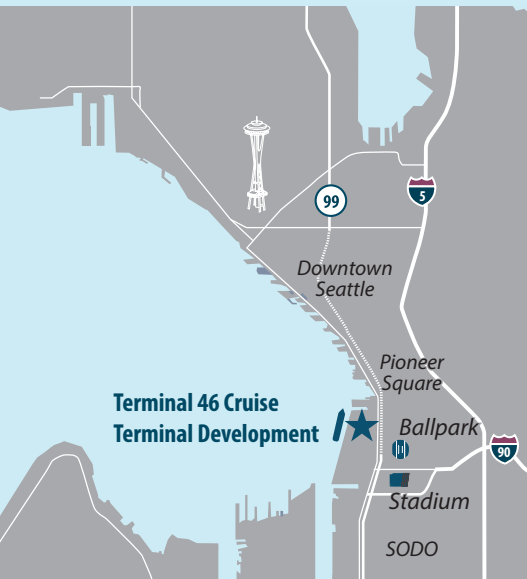 99
5
Downtown
Seattle
Pioneer
Square
Terminal 46 Cruise
Terminal Development
Ballpark
90
Stadium
SODO